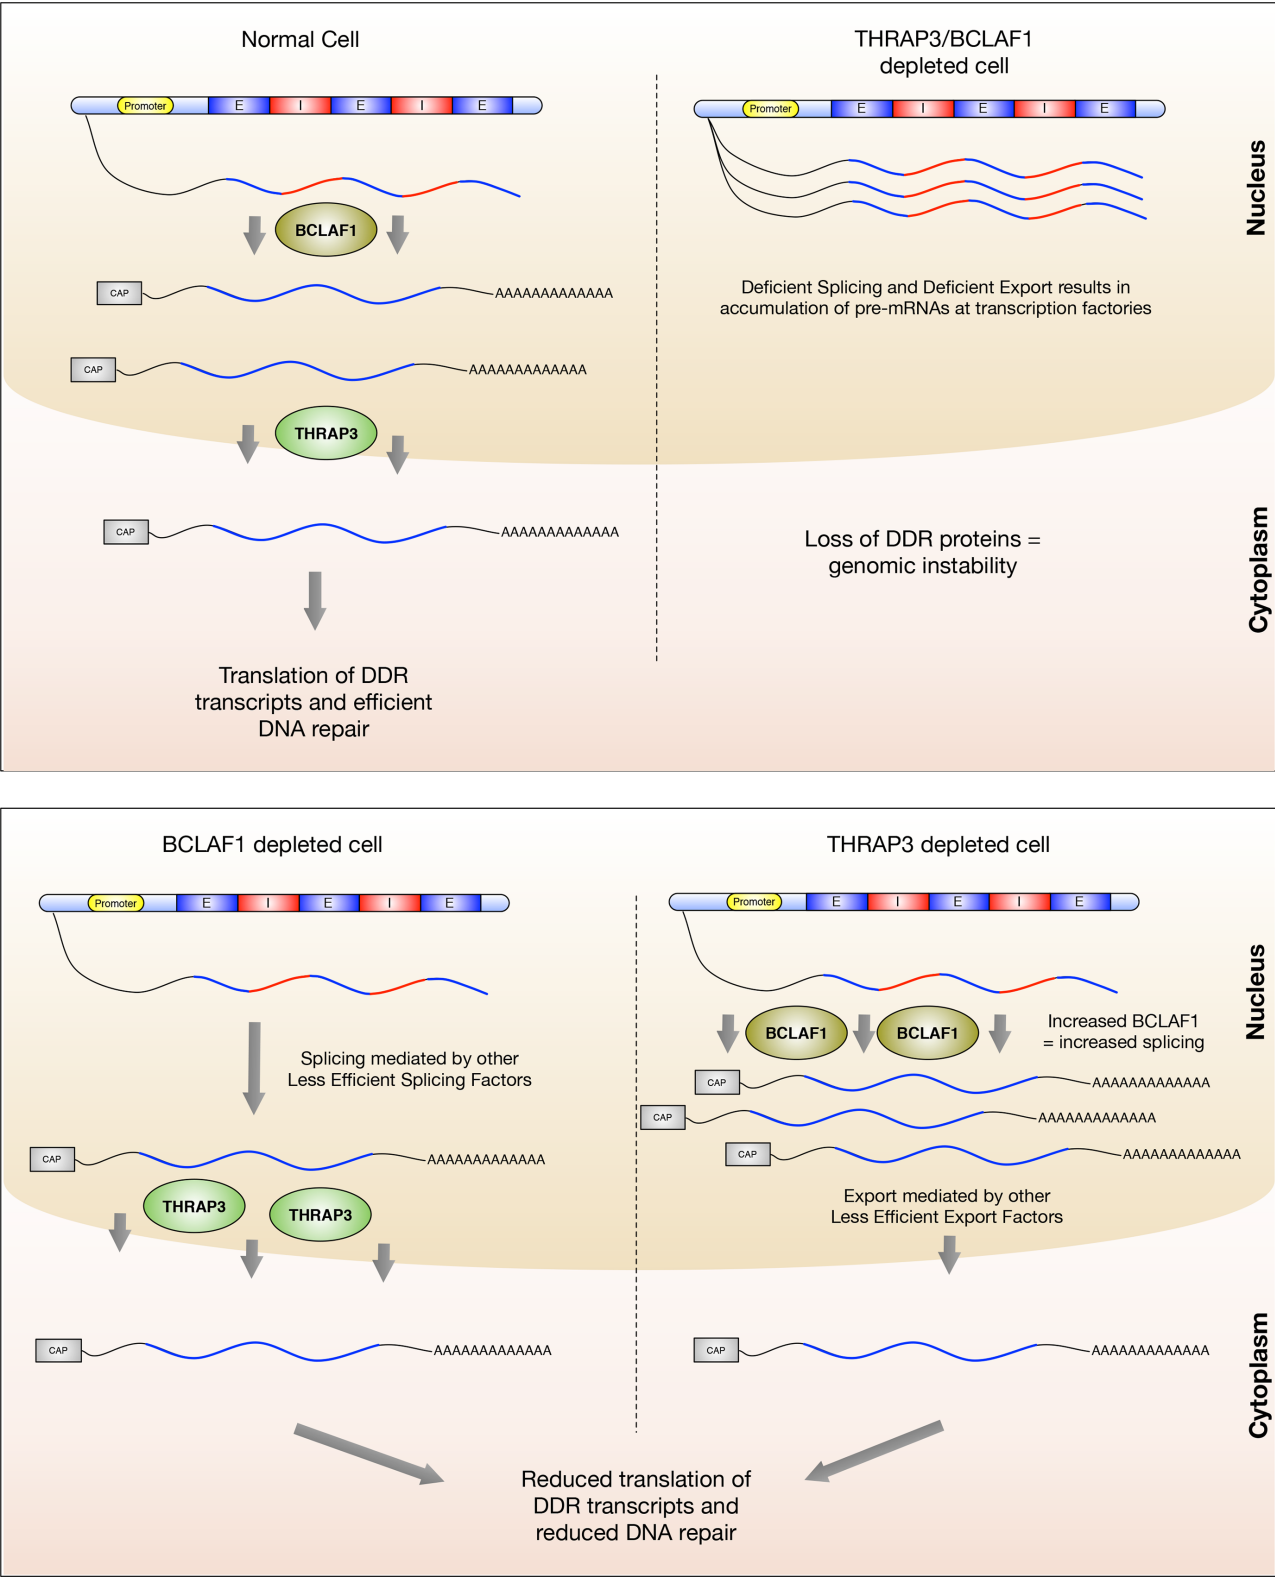 Normal Cell
THRAP3/BCLAF1
depleted cell
Promoter E I E I E
Promoter E I E I E
BCLAF1
CAP AAAAAAAAAAAAA
Deficient Splicing and Deficient Export results in
accumulation of pre-mRNAs at transcription factories
CAP AAAAAAAAAAAAA
THRAP3
Nucleus
CAP AAAAAAAAAAAAA
Loss of DDR proteins =
genomic instability
Cytoplasm
Translation of DDR
transcripts and efficient
DNA repair
BCLAF1 depleted cell
THRAP3 depleted cell
Promoter E I E I E
Promoter E I E I E
Nucleus
Splicing mediated by other
Less Efficient Splicing Factors
BCLAF1 BCLAF1
Increased BCLAF1
= increased splicing
CAP AAAAAAAAAAAAA
CAP AAAAAAAAAAAAA
CAP AAAAAAAAAAAAA
CAP AAAAAAAAAAAAA
THRAP3 THRAP3
Export mediated by other
Less Efficient Export Factors
CAP AAAAAAAAAAAAA
CAP AAAAAAAAAAAAA
Cytoplasm
Reduced translation of
DDR transcripts and
reduced DNA repair